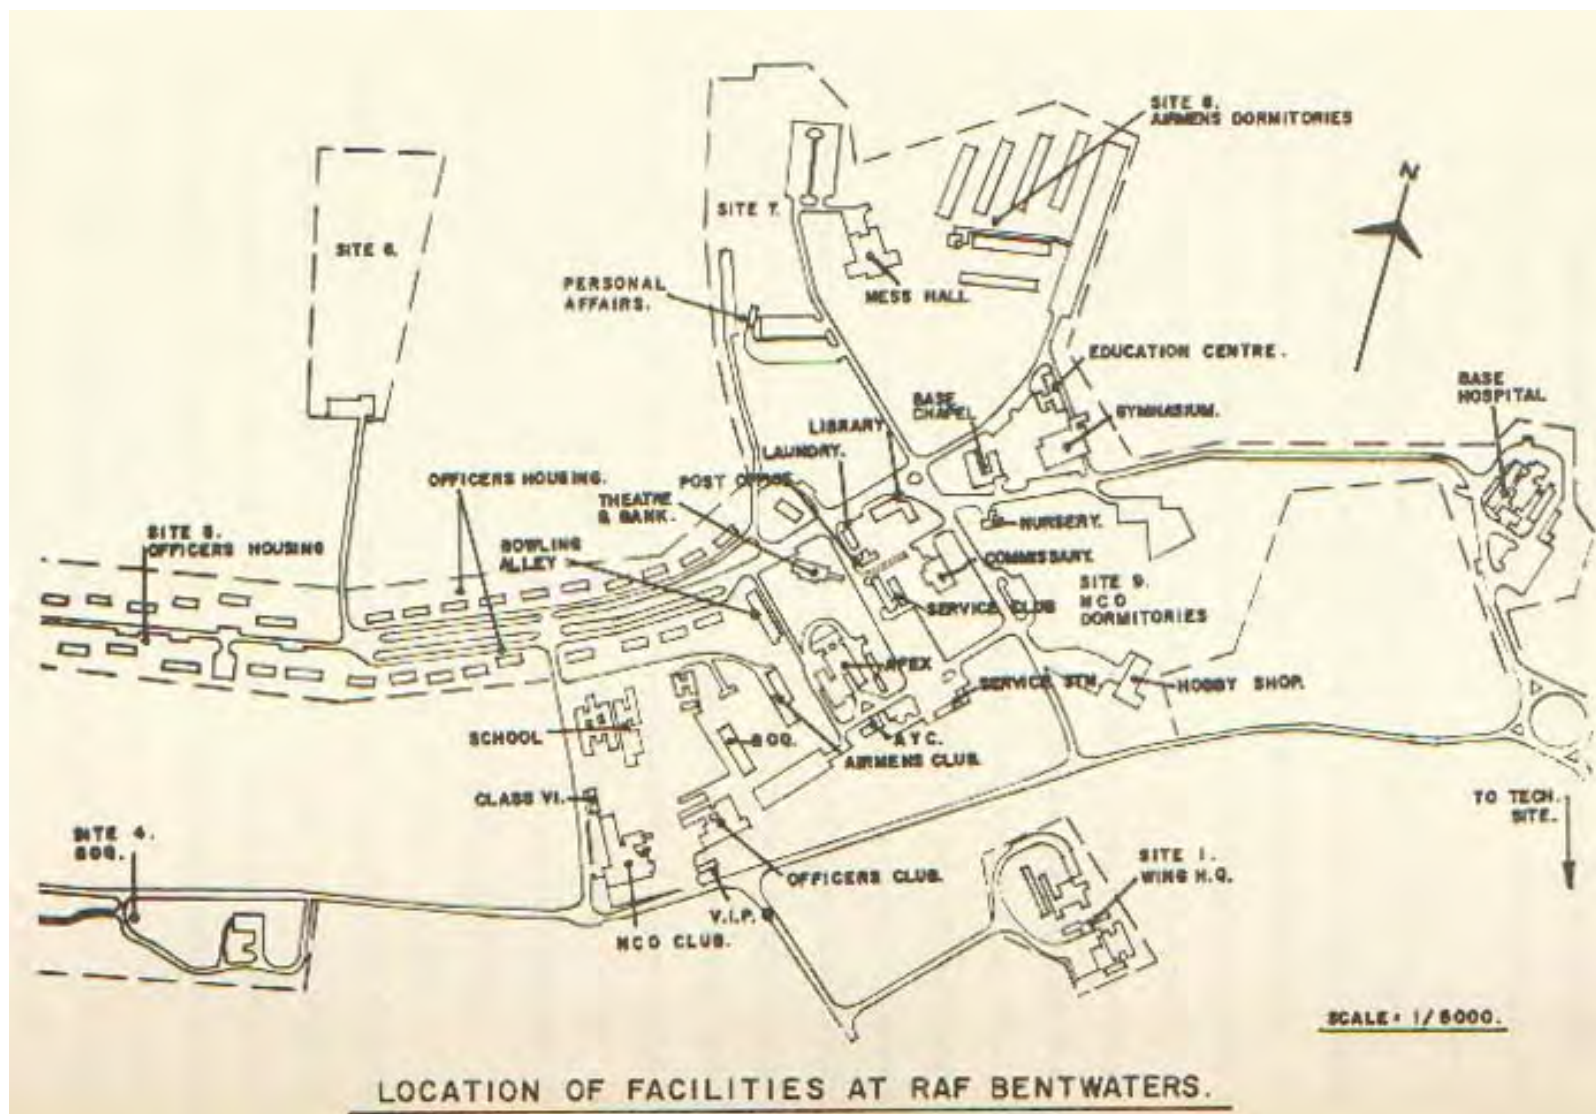 SITE 8.
AIRMENS DORMITORIES
N
SITE 7.
SITE 6.
PERSONAL
AFFAIRS.
MESS HALL
EDUCATION CENTRE.
BASE
HOSPITAL
BASE
CHAPEL
GYMNASIUM.
LIBRARY
LAUNDRY.
OFFICERS HOUSING.
POST OFFICE
THEATRE
& BANK.
NURSERY.
SITE 5.
OFFICERS HOUSING
BOWLING
ALLEY
COMMISSARY.
SITE 9.
NCO
DORMITORIES
SERVICE CLUB
APEX
SERVICE STN.
HOBBY SHOP.
SCHOOL
BOQ.
AYC.
AIRMENS CLUB.
CLASS VI.
TO TECH.
SITE.
SITE 4.
BOQ.
SITE 1.
WING H.Q.
OFFICERS CLUB.
V.I.P. Q
NCO CLUB.
SCALE = 1/5000.
LOCATION OF FACILITIES AT RAF BENTWATERS.